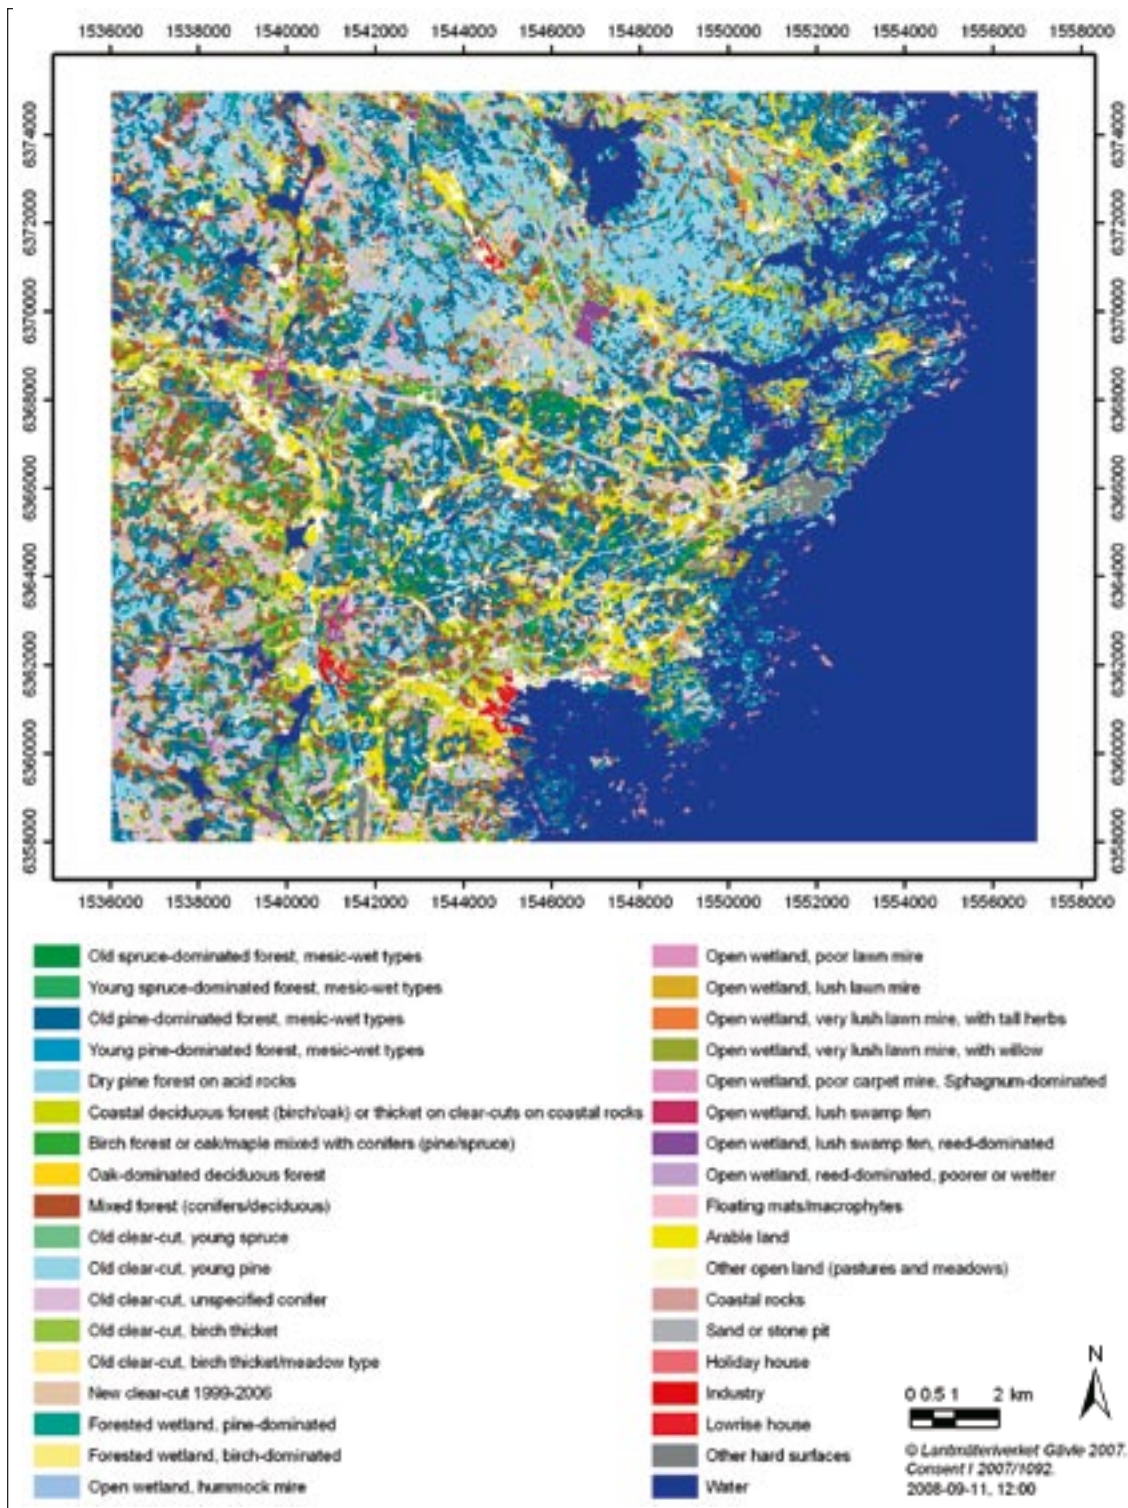 1536000 1538000 1540000 1542000 1544000 1546000 1548000 1550000 1552000 1554000 1556000 1558000
6374000
6372000
6370000
6368000
6366000
6364000
6362000
6360000
6358000
6374000
6372000
6370000
6368000
6366000
6364000
6362000
6360000
6358000
1536000 1538000 1540000 1542000 1544000 1546000 1548000 1550000 1552000 1554000 1556000 1558000
Old spruce-dominated forest, mesic-wet types
Young spruce-dominated forest, mesic-wet types
Old pine-dominated forest, mesic-wet types
Young pine-dominated forest, mesic-wet types
Dry pine forest on acid rocks
Coastal deciduous forest (birch/oak) or thicket on clear-cuts on coastal rocks
Birch forest or oak/maple mixed with conifers (pine/spruce)
Oak-dominated deciduous forest
Mixed forest (conifers/deciduous)
Old clear-cut, young spruce
Old clear-cut, young pine
Old clear-cut, unspecified conifer
Old clear-cut, birch thicket
Old clear-cut, birch thicket/meadow type
New clear-cut 1999-2006
Forested wetland, pine-dominated
Forested wetland, birch-dominated
Open wetland, hummock mire
Open wetland, poor lawn mire
Open wetland, lush lawn mire
Open wetland, very lush lawn mire, with tall herbs
Open wetland, very lush lawn mire, with willow
Open wetland, poor carpet mire, Sphagnum-dominated
Open wetland, lush swamp fen
Open wetland, lush swamp fen, reed-dominated
Open wetland, reed-dominated, poorer or wetter
Floating mats/macrophytes
Arable land
Other open land (pastures and meadows)
Coastal rocks
Sand or stone pit
Holiday house
Industry
Lowrise house
Other hard surfaces
Water
N
0 0.5 1 2 km
© Lantmäteriverket Gävle 2007.
Consent I 2007/1092.
2008-09-11, 12:00